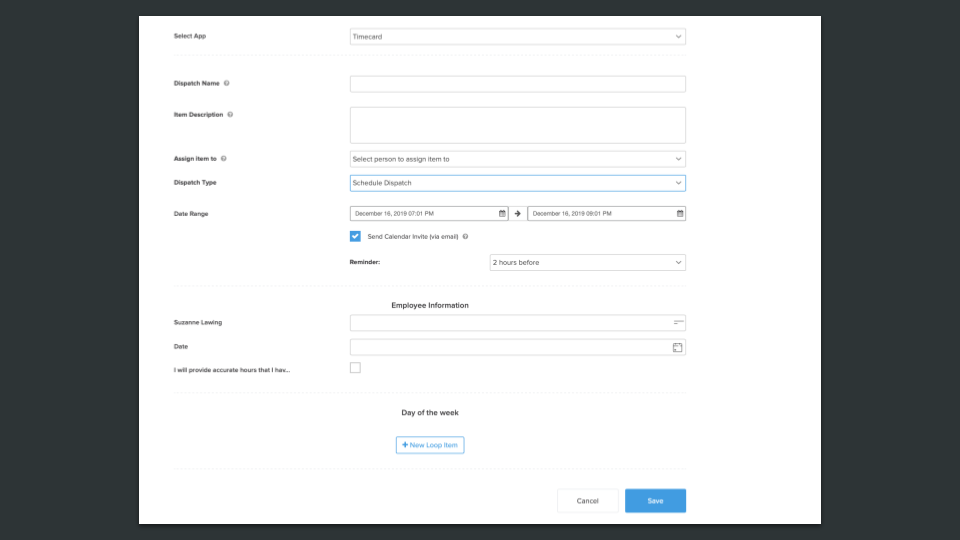 Select App Timecard
Dispatch Name
Item Description
Assign item to Select person to assign item to
Dispatch Type Schedule Dispatch
Date Range December 16, 2019 07:01 PM December 16, 2019 09:01 PM
Send Calendar Invite (via email)
Reminder: 2 hours before
Employee Information
Suzanne Lewing
Date
I will provide accurate hours that I hav...
Day of the week
+ New Loop Item
Cancel Save